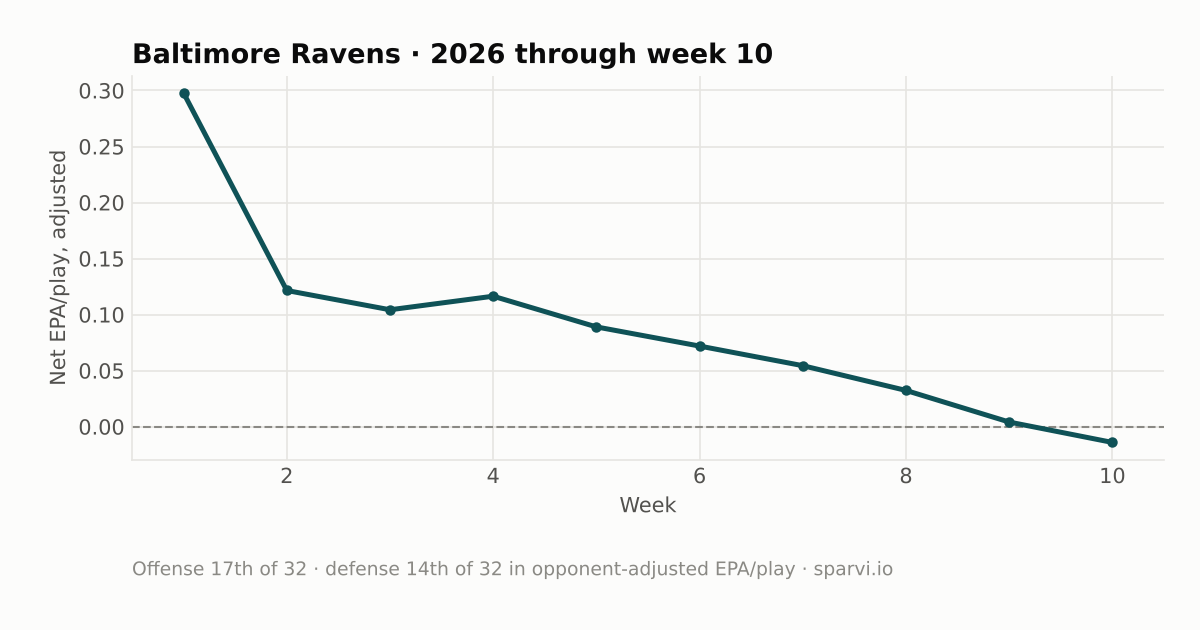 Baltimore Ravens · 2026 through week 10
Net EPA/play, adjusted
0.30
0.25
0.20
0.15
0.10
0.05
0.00
2 4 6 8 10
Week
Offense 17th of 32 · defense 14th of 32 in opponent-adjusted EPA/play · sparvi.io